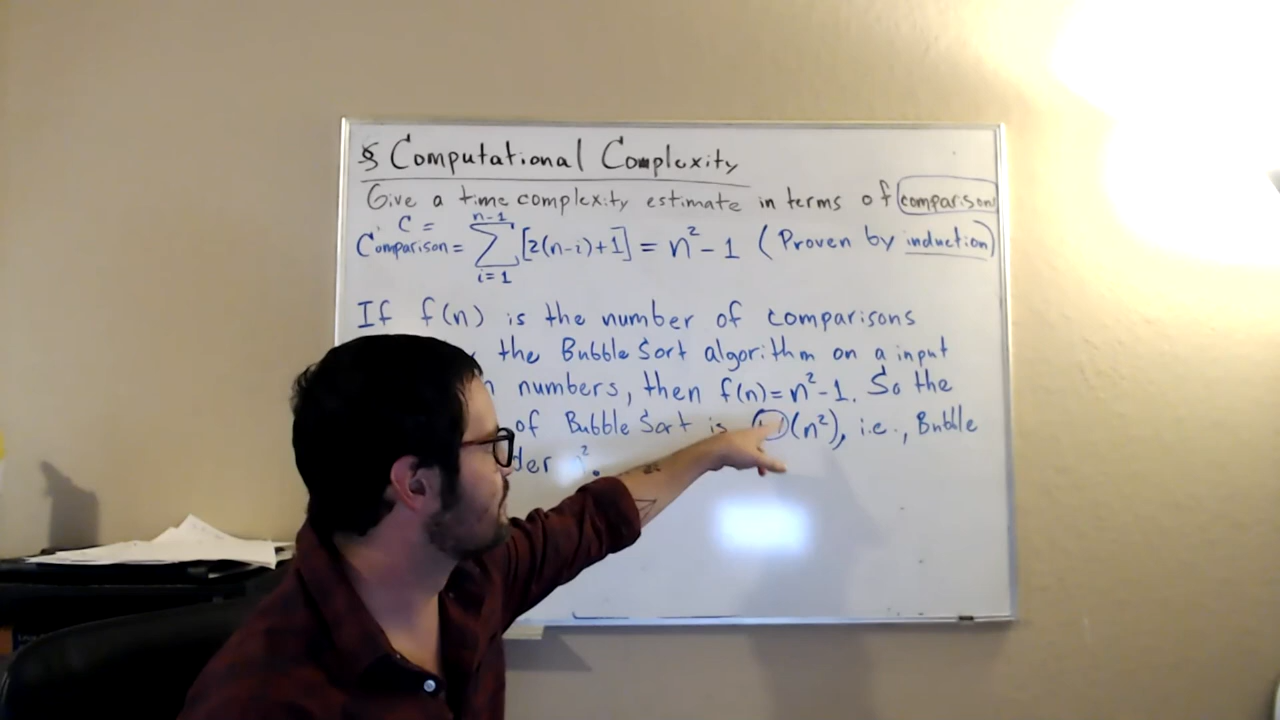 § Computational Complexity
Give a time complexity estimate in terms of comparisons
C =
Comparison = n-1 ∑ i=1 [2(n-i)+1] = n²-1 (Proven by induction)
If f(n) is the number of comparisons
the Bubble Sort algorithm on a input
n numbers, then f(n)=n²-1. So the
of Bubble Sort is Θ(n²), i.e., Bubble
der n².